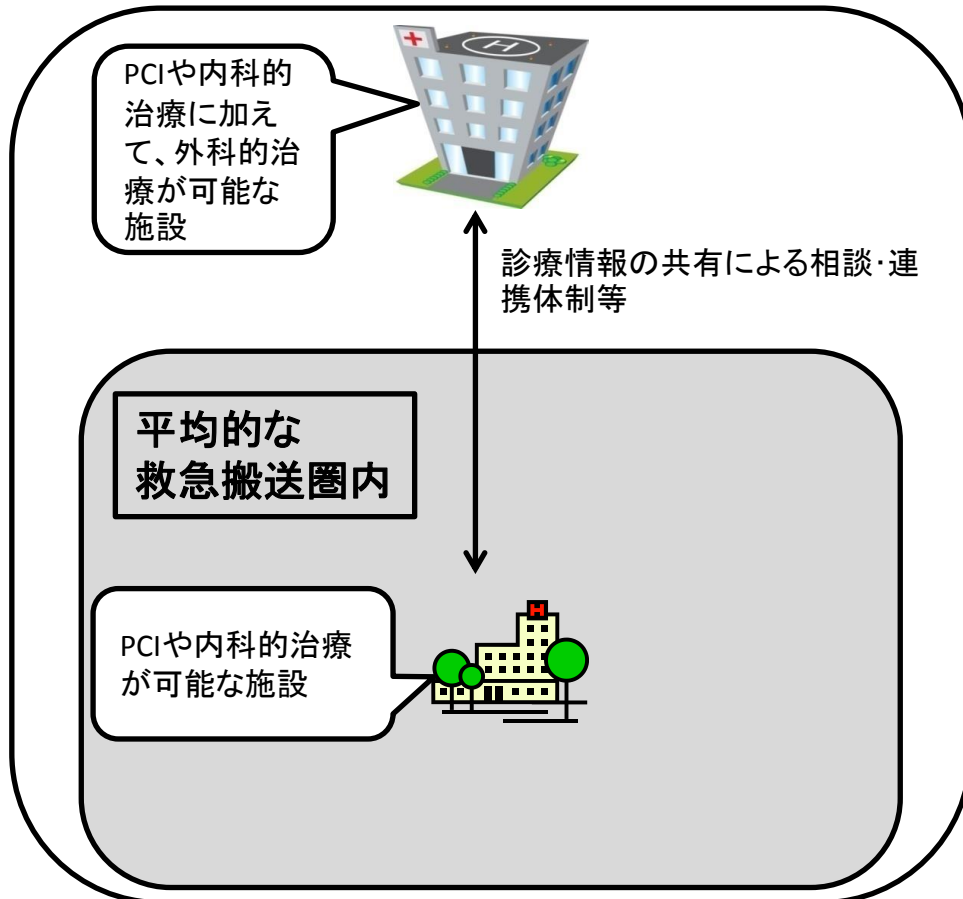 PCIや内科的
治療に加え
て、外科的治
療が可能な
施設
H
診療情報の共有による相談・連
携体制等
平均的な
救急搬送圏内
H
PCIや内科的治療
が可能な施設